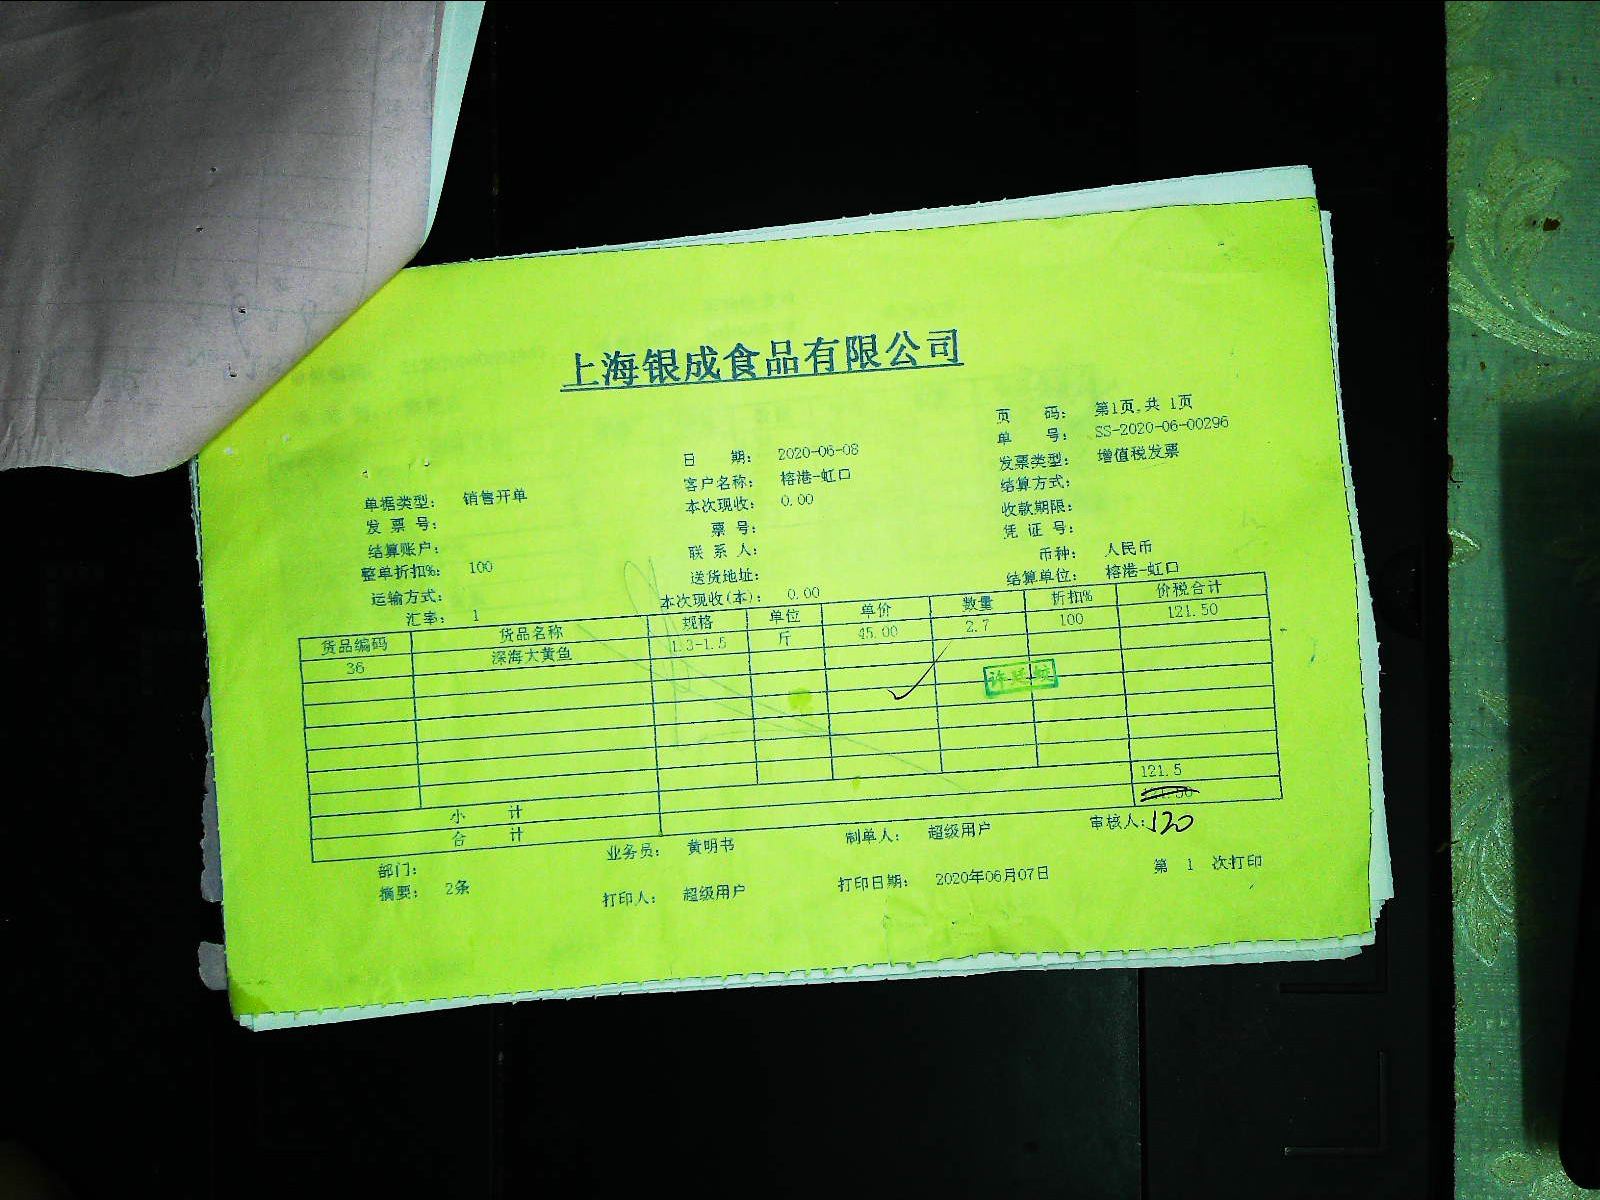 上海银成食品有限公司
页 码： 第1页,共 1页
单 号： SS-2020-06-00296
日 期： 2020-06-08
发票类型： 增值税发票
客户名称： 榕港-虹口
结算方式：
单据类型： 销售开单
本次现收： 0.00
收款期限：
发 票 号：
票 号：
凭 证 号：
结算账户：
联 系 人：
币种： 人民币
整单折扣%： 100
送货地址：
结算单位： 榕港-虹口
运输方式：
本次现收(本)： 0.00
汇率： 1
货品编码 货品名称 规格 单位 单价 数量 折扣% 价税合计
36 深海大黄鱼 1.3-1.5 斤 45.00 2.7 100 121.50
小 计 121.5
合 计
部门： 业务员： 黄明书 制单人： 超级用户 审核人： 120
摘要： 2条 打印人： 超级用户 打印日期： 2020年06月07日 第 1 次打印